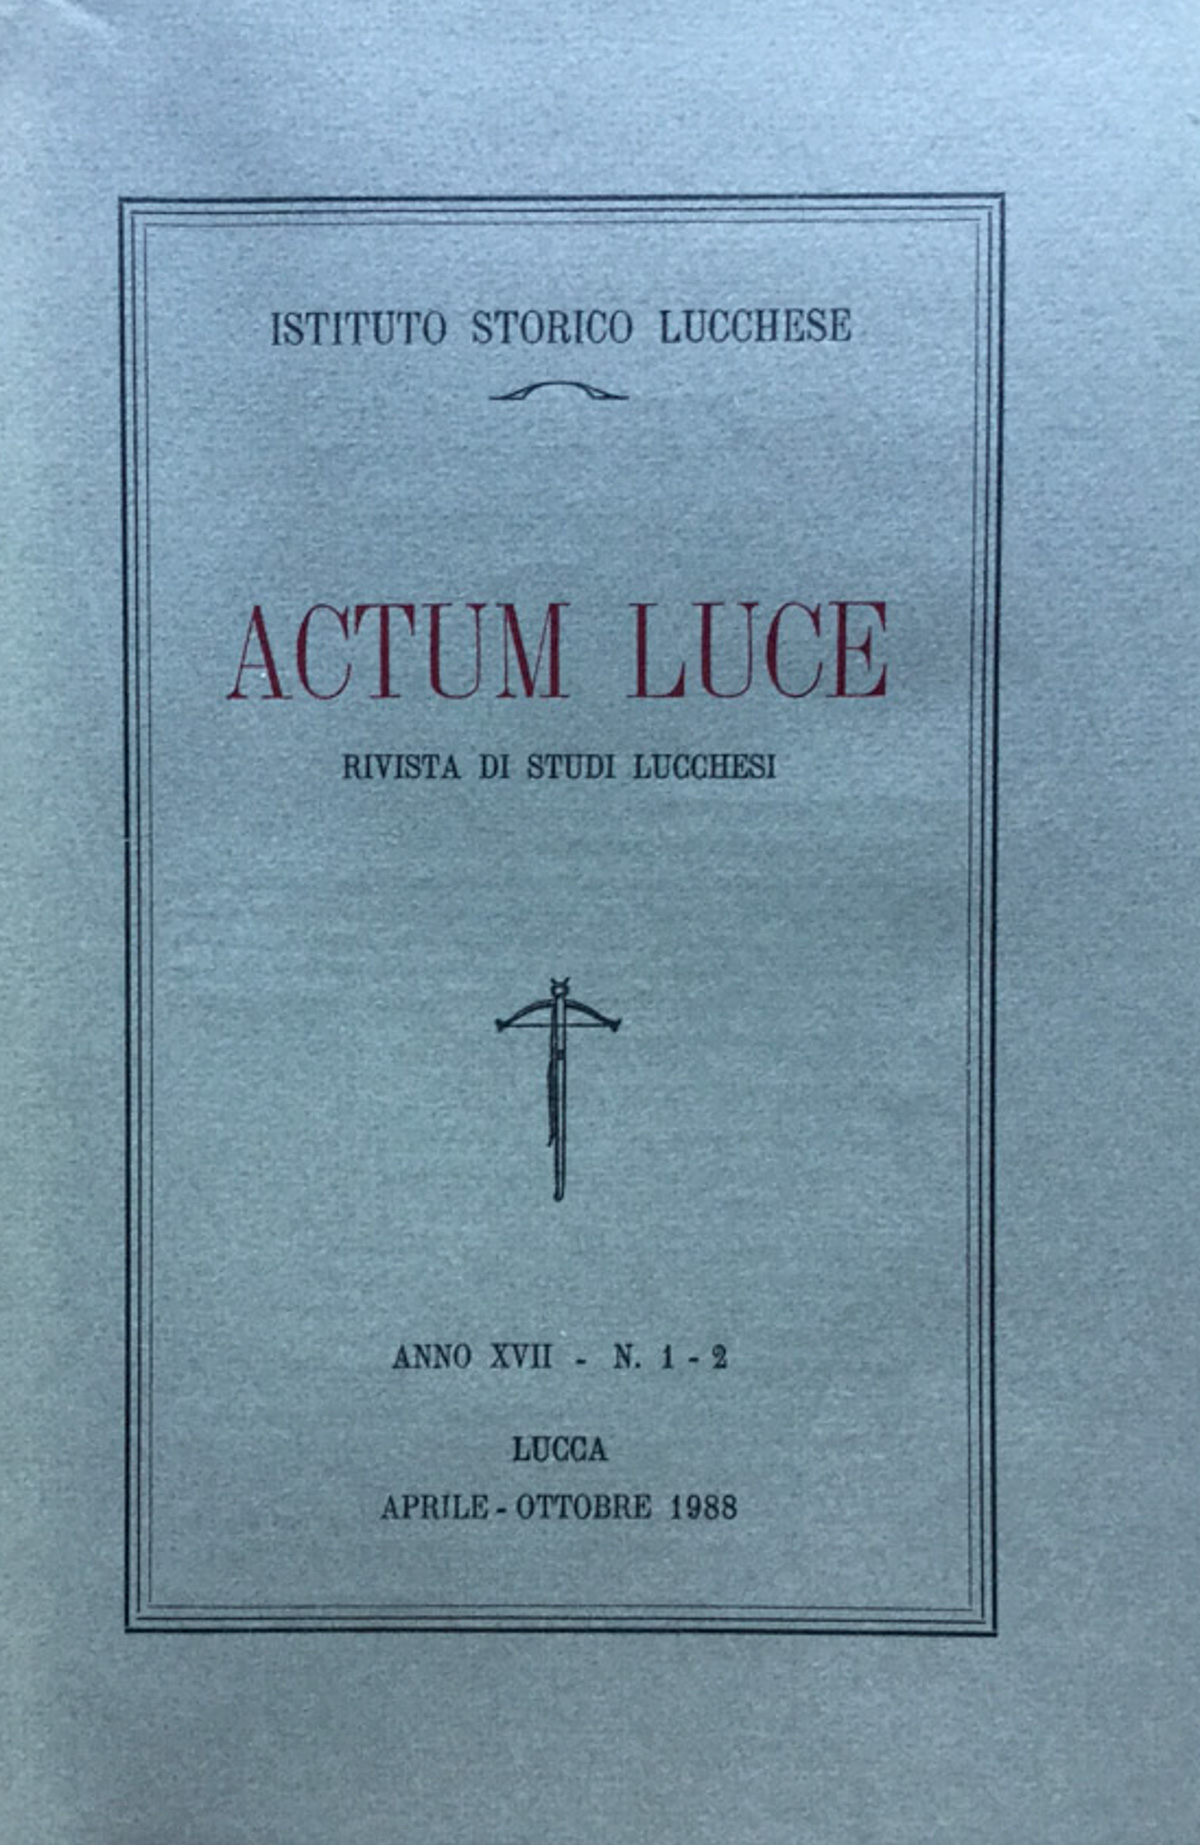 ISTITUTO STORICO LUCCHESE
ACTUM LUCE
RIVISTA DI STUDI LUCCHESI
ANNO XVII - N. 1 - 2
LUCCA
APRILE - OTTOBRE 1988